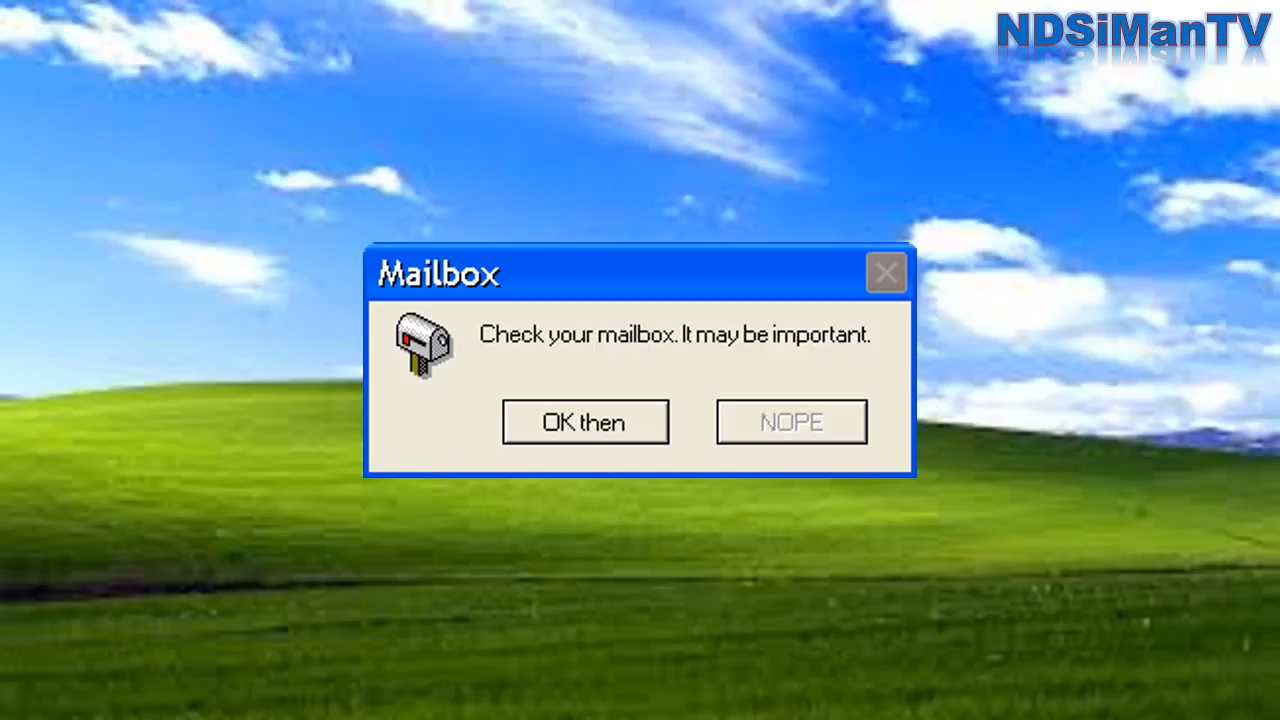 NDSiManTV
Mailbox
Check your mailbox. It may be important.
OK then
NOPE